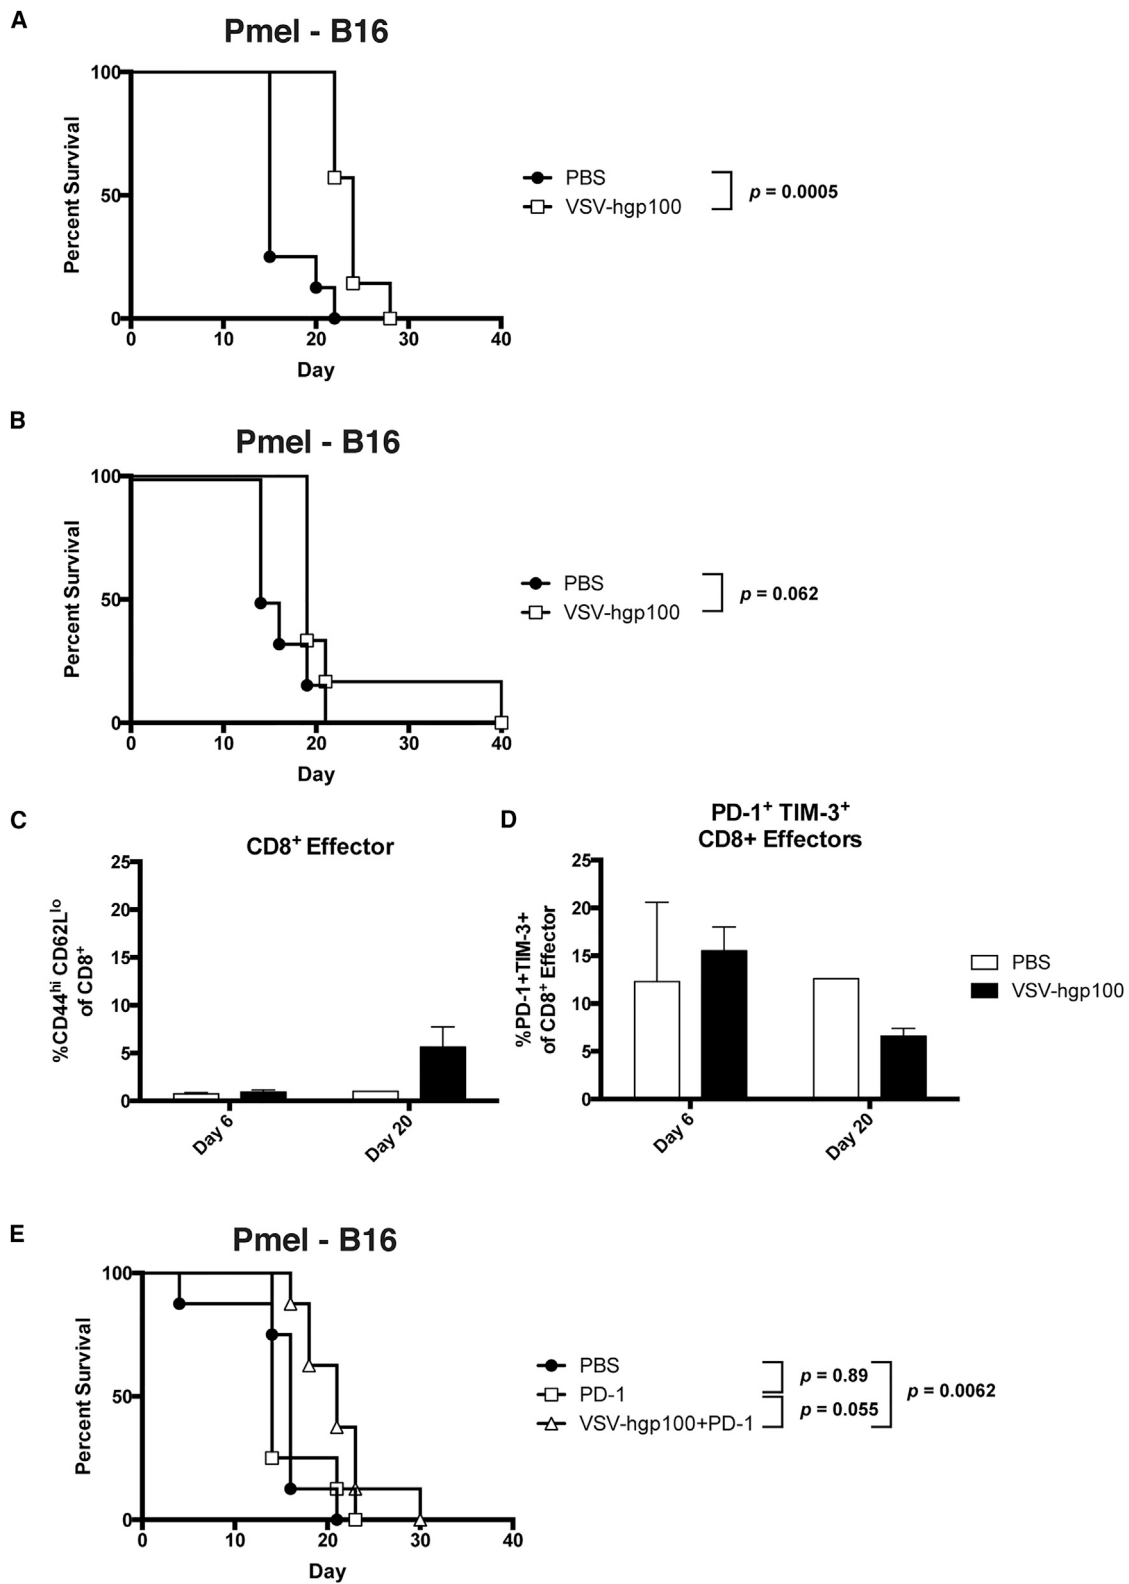 A
Pmel - B16
100
50
0
Percent Survival
0 10 20 30 40
Day
PBS
VSV-hgp100
p = 0.0005
B
Pmel - B16
100
50
0
Percent Survival
0 10 20 30 40
Day
PBS
VSV-hgp100
p = 0.062
C
CD8+ Effector
25
20
15
10
5
0
%CD44hi CD62Llo
of CD8+
Day 6
Day 20
D
PD-1+ TIM-3+
CD8+ Effectors
25
20
15
10
5
0
%PD-1+TIM-3+
of CD8+ Effector
Day 6
Day 20
PBS
VSV-hgp100
E
Pmel - B16
100
50
0
Percent Survival
0 10 20 30 40
Day
PBS
PD-1
VSV-hgp100+PD-1
p = 0.89
p = 0.055
p = 0.0062